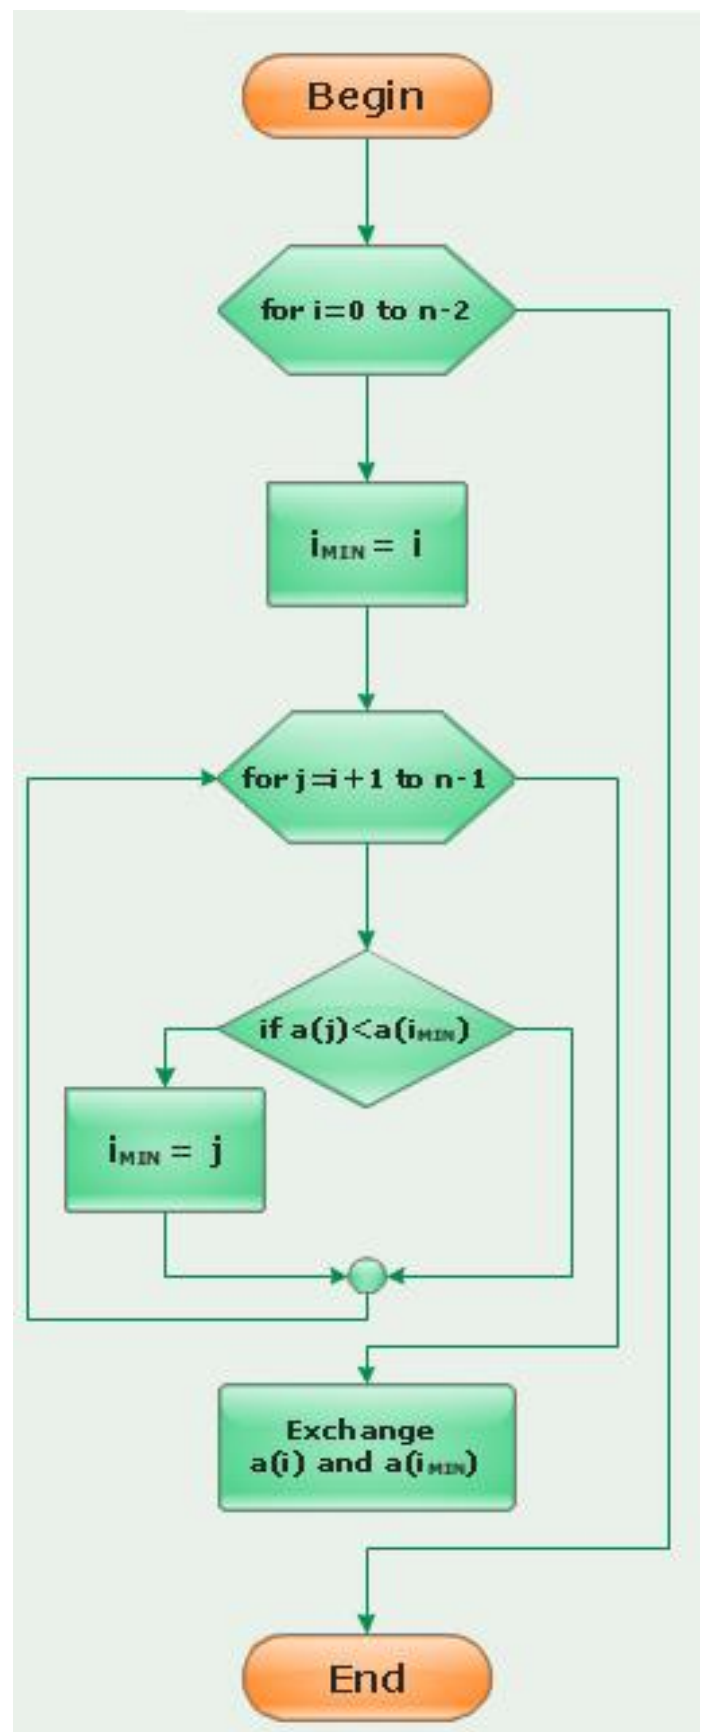 Begin
for i=0 to n-2
iMIN = i
for j=i+1 to n-1
if a(j)<a(iMIN)
iMIN = j
Exchange
a(i) and a(iMIN)
End